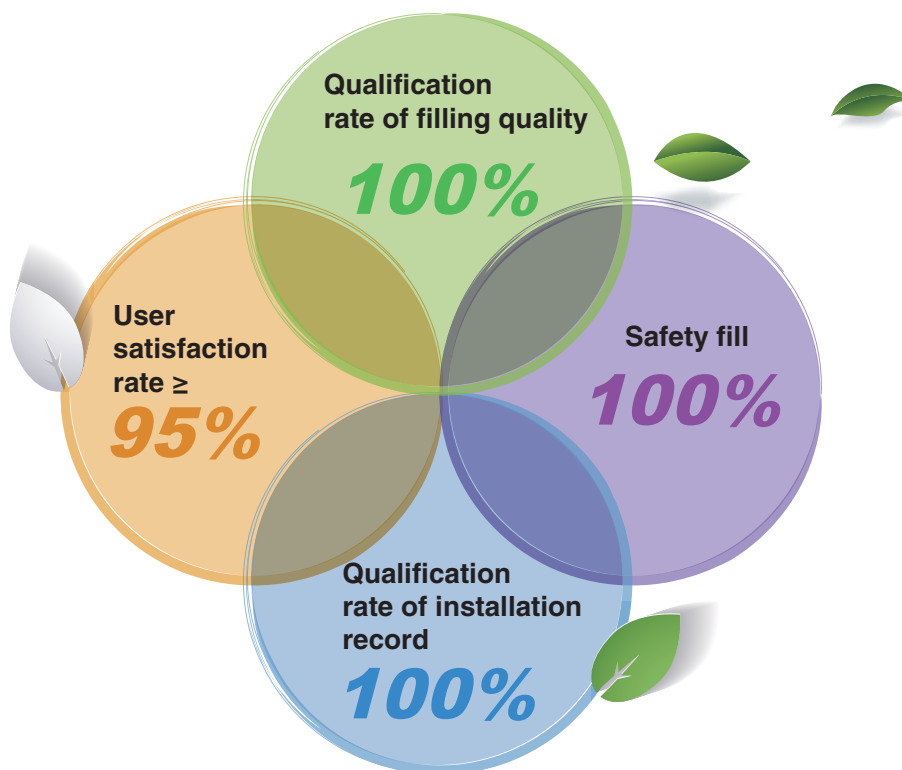 Qualification
rate of filling quality
100%
User
satisfaction
rate ≥
95%
Safety fill
100%
Qualification
rate of installation
record
100%